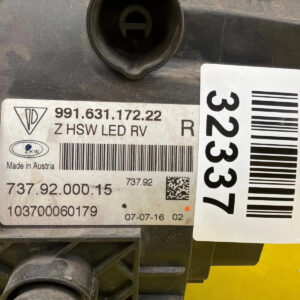 D
991.631.172.22
Z HSW LED RV
R
ZKW
Made in Austria
737.92
737.92.000.15
103700060179
07-07-16 02
32337